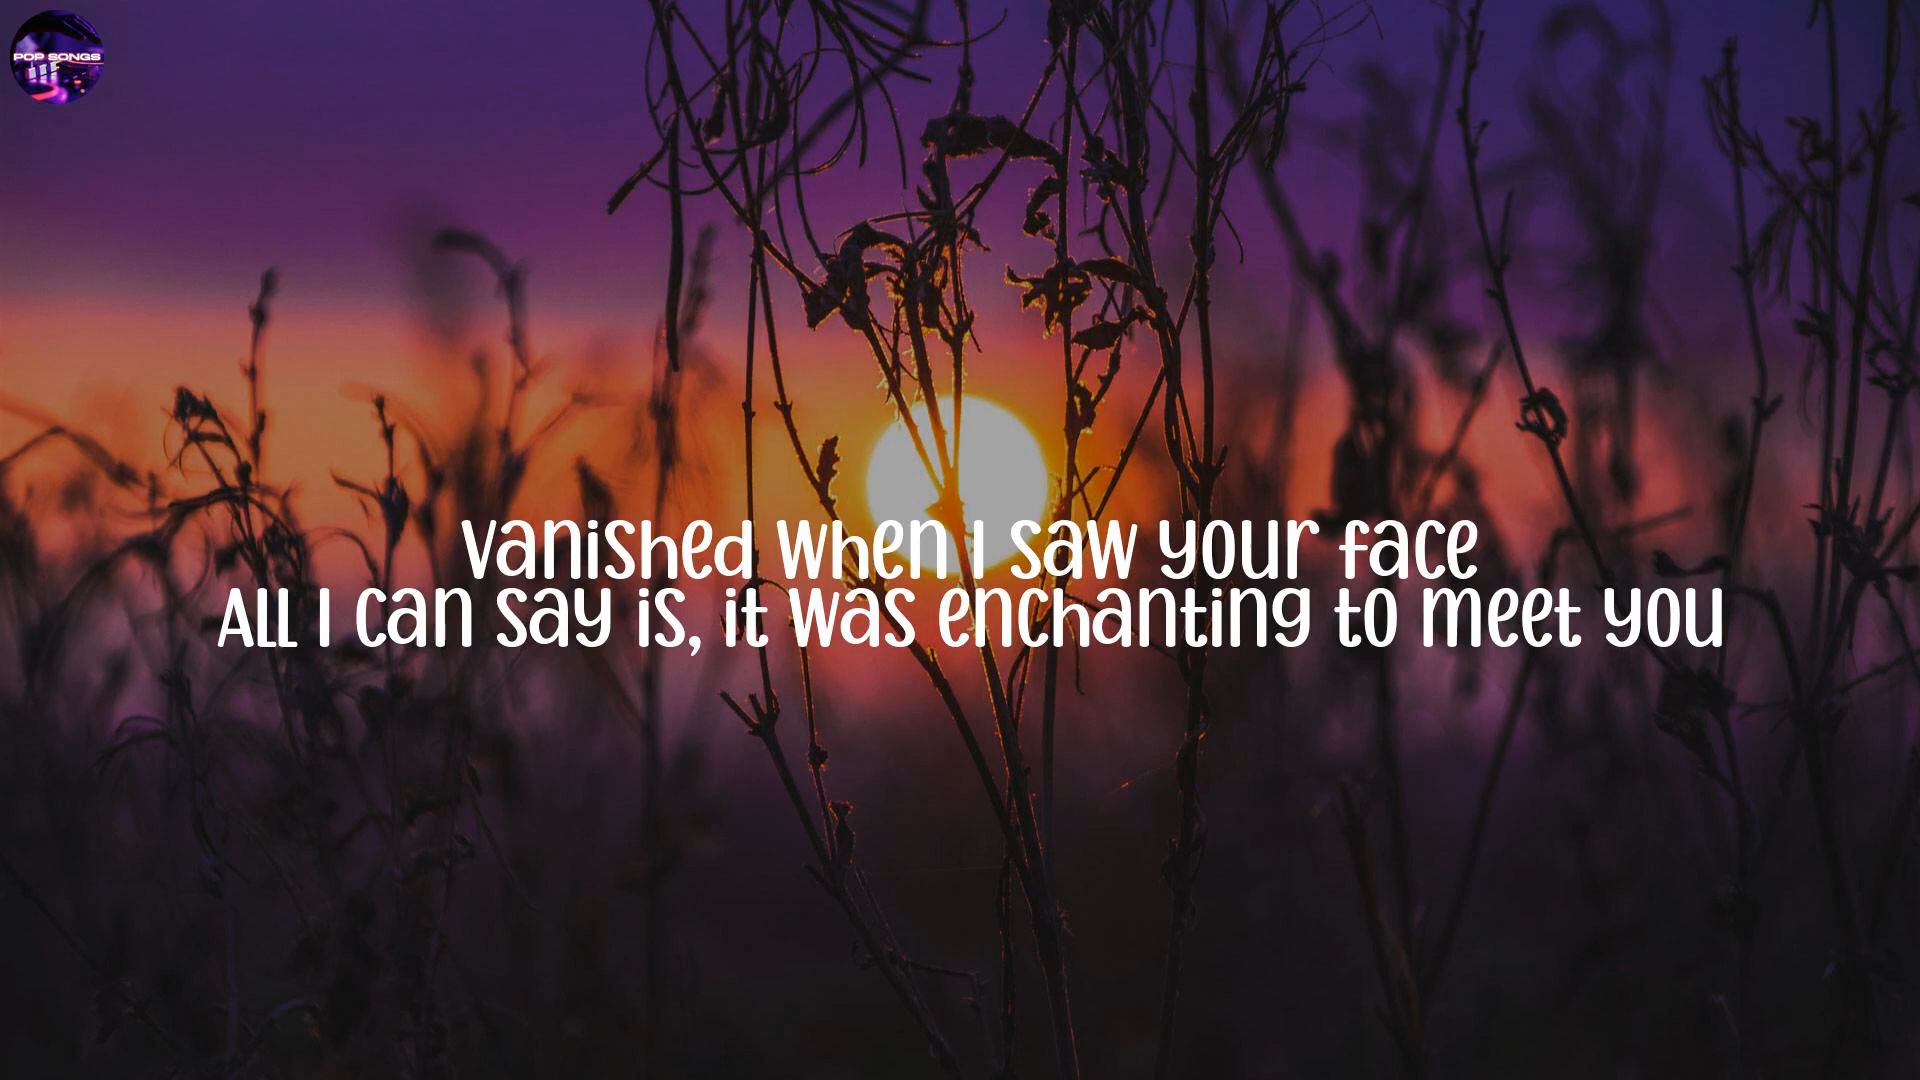 POP SONGS
Vanished when I saw your face
All I can say is, it was enchanting to meet you